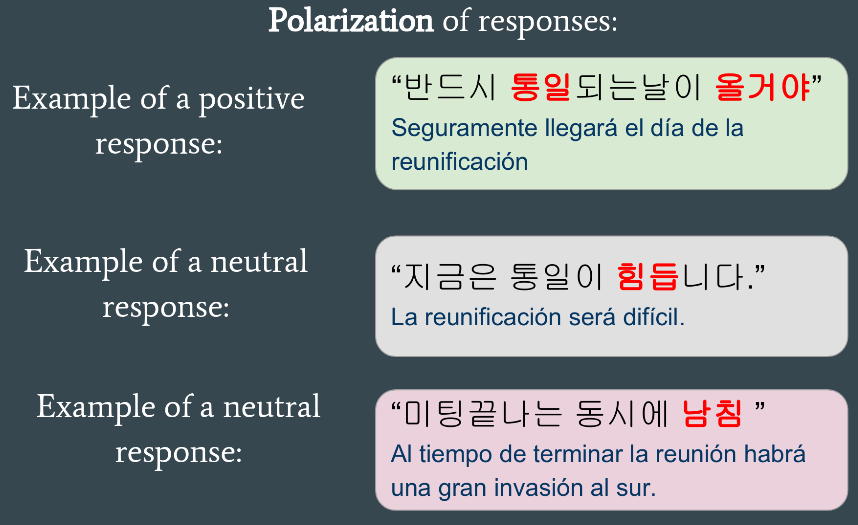 Polarization of responses:
Example of a positive
response:
“반드시 통일되는날이 올거야”
Seguramente llegará el día de la
reunificación
Example of a neutral
response:
“지금은 통일이 힘듭니다.”
La reunificación será difícil.
Example of a neutral
response:
“미팅끝나는 동시에 남침 ”
Al tiempo de terminar la reunión habrá
una gran invasión al sur.